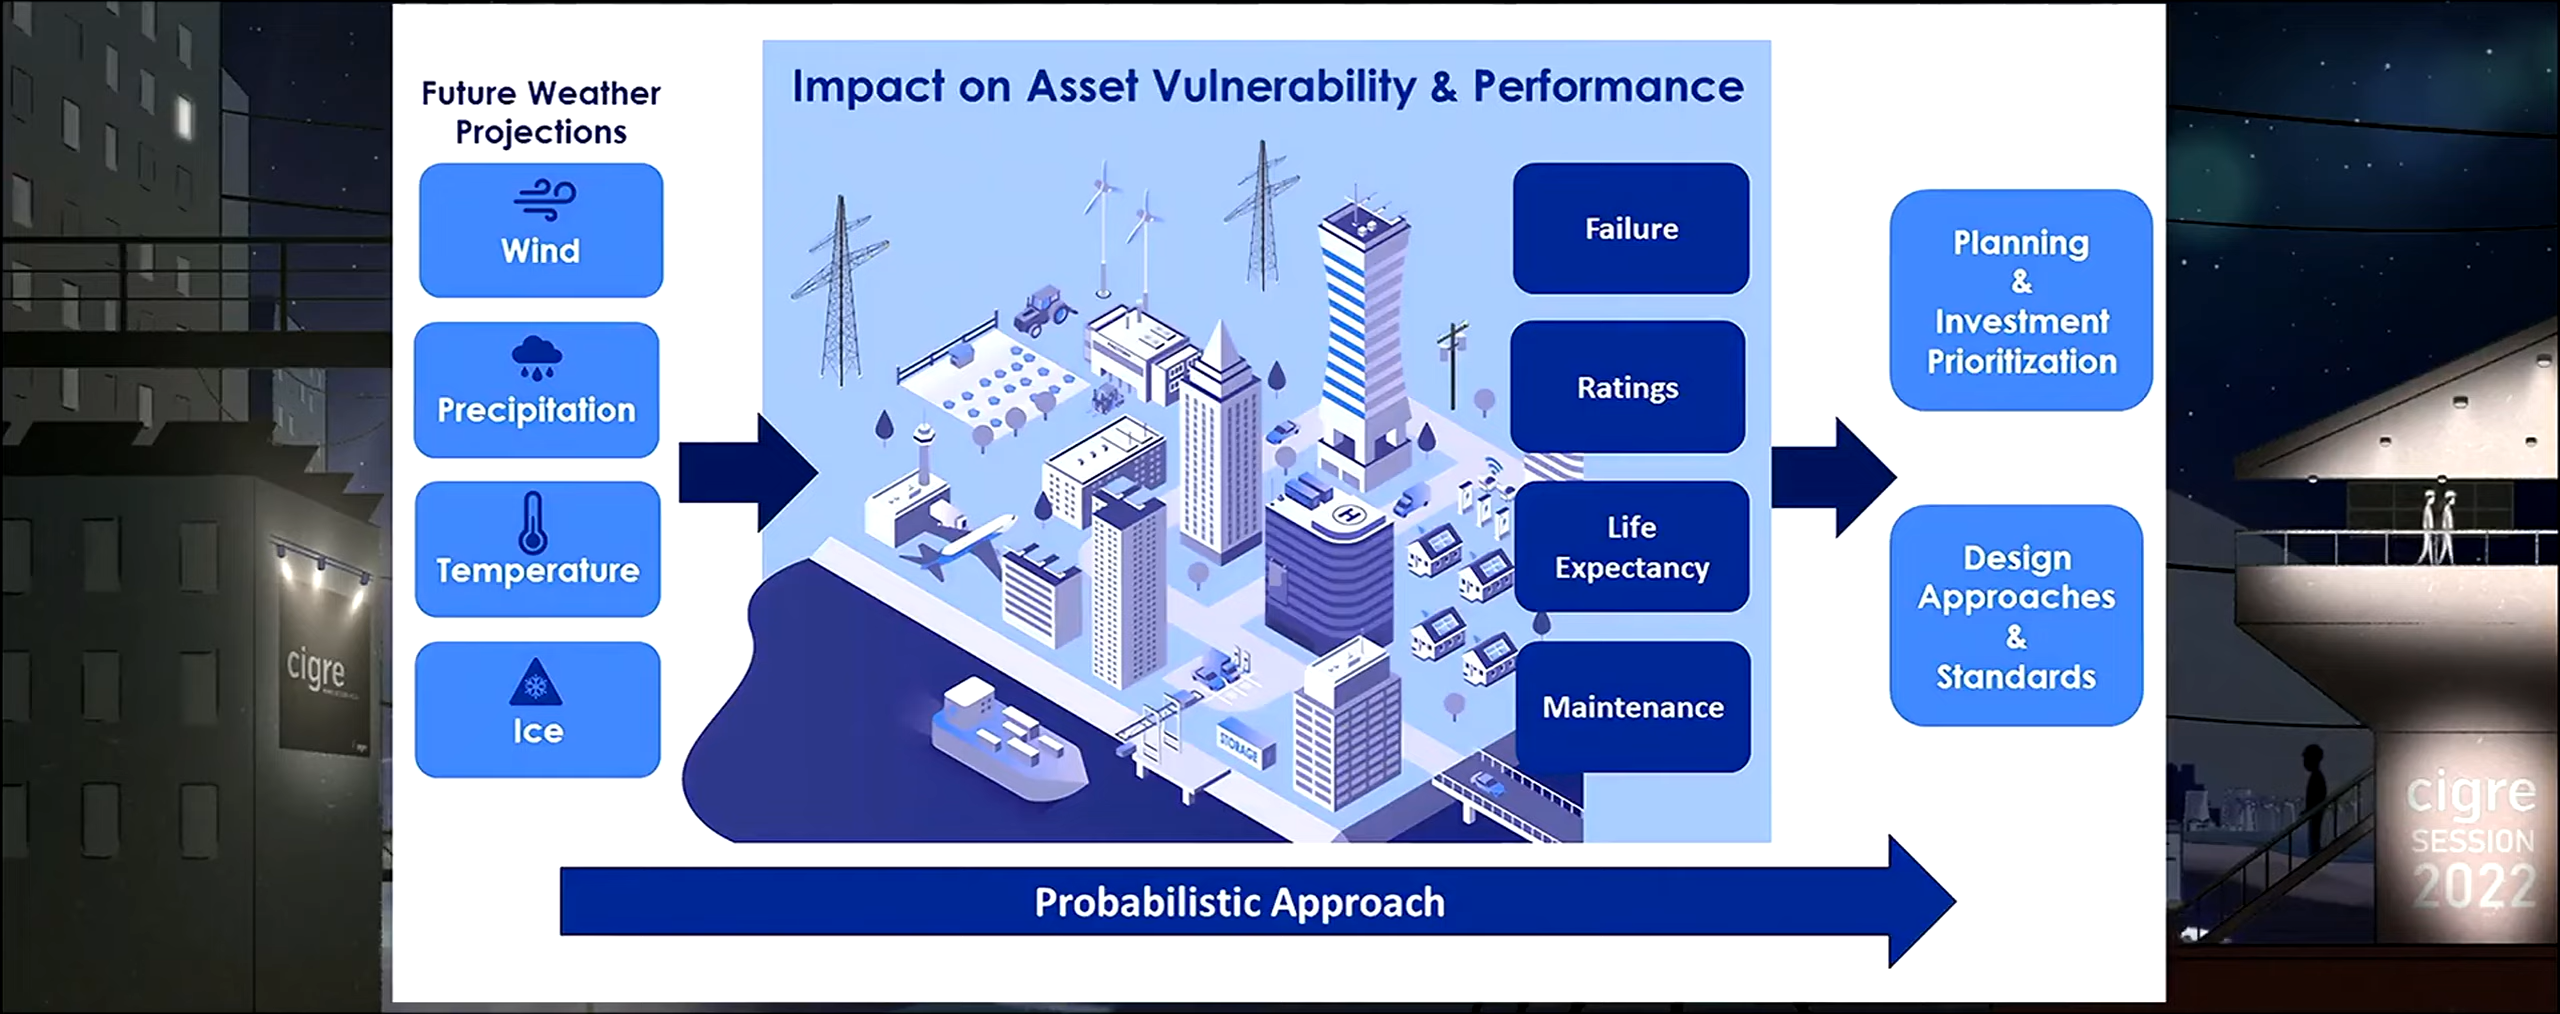 Future Weather
Projections
Wind
Precipitation
Temperature
Ice
Impact on Asset Vulnerability & Performance
Failure
Ratings
Life
Expectancy
Maintenance
STORAGE
Planning
&
Investment
Prioritization
Design
Approaches
&
Standards
Probabilistic Approach
cigre
cigre
SESSION
2022